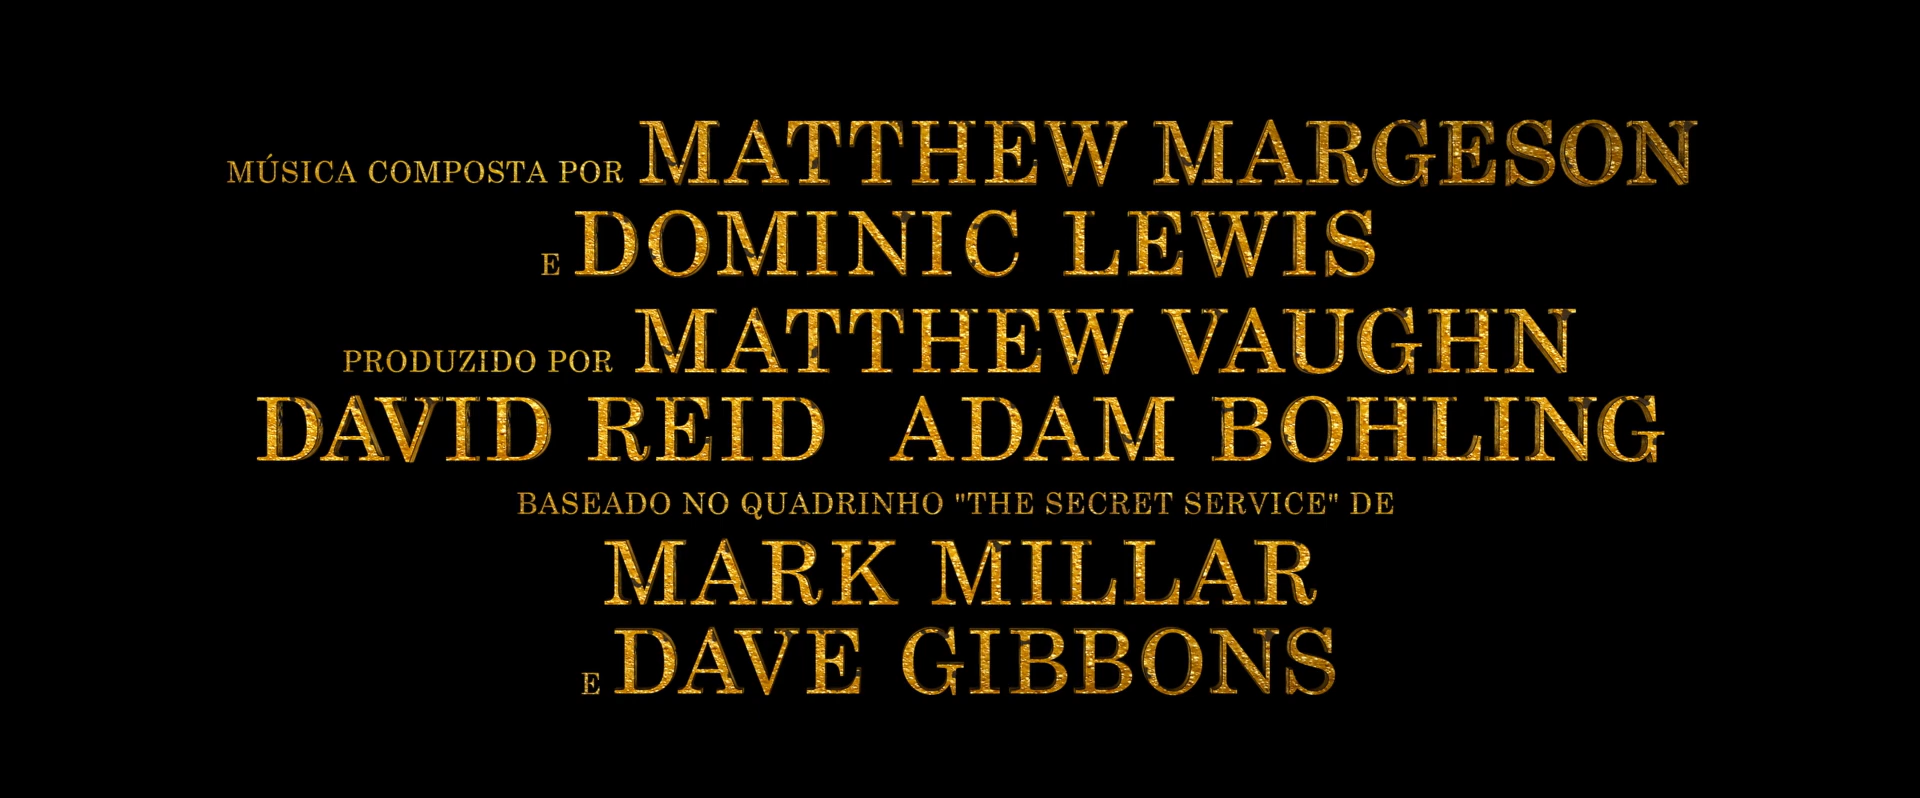 MÚSICA COMPOSTA POR MATTHEW MARGESON
E DOMINIC LEWIS
PRODUZIDO POR MATTHEW VAUGHN
DAVID REID ADAM BOHLING
BASEADO NO QUADRINHO "THE SECRET SERVICE" DE
MARK MILLAR
E DAVE GIBBONS